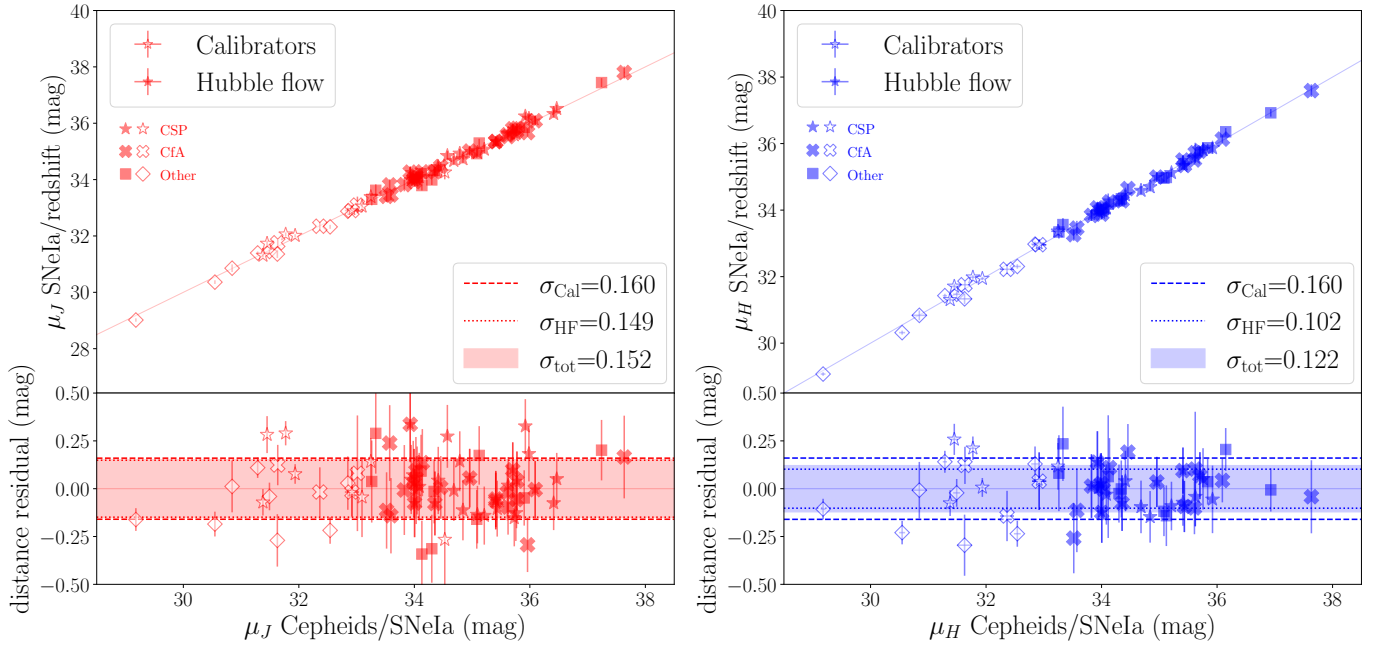 40
38
36
34
32
30
28
μJ SNeIa/redshift (mag)
Calibrators
Hubble flow
CSP
CfA
Other
σCal=0.160
σHF=0.149
σtot=0.152
0.50
0.25
0.00
−0.25
−0.50
distance residual (mag)
30 32 34 36 38
μJ Cepheids/SNeIa (mag)
40
38
36
34
32
30
μH SNeIa/redshift (mag)
Calibrators
Hubble flow
CSP
CfA
Other
σCal=0.160
σHF=0.102
σtot=0.122
0.50
0.25
0.00
−0.25
−0.50
distance residual (mag)
30 32 34 36 38
μH Cepheids/SNeIa (mag)